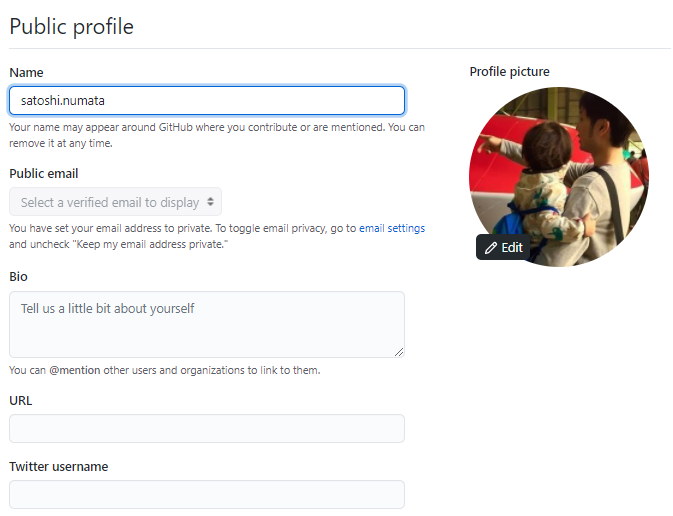 Public profile
Name
satoshi.numata
Your name may appear around GitHub where you contribute or are mentioned. You can
remove it at any time.
Public email
Select a verified email to display
You have set your email address to private. To toggle email privacy, go to email settings
and uncheck "Keep my email address private."
Bio
Tell us a little bit about yourself
You can @mention other users and organizations to link to them.
URL
Twitter username
Profile picture
Edit